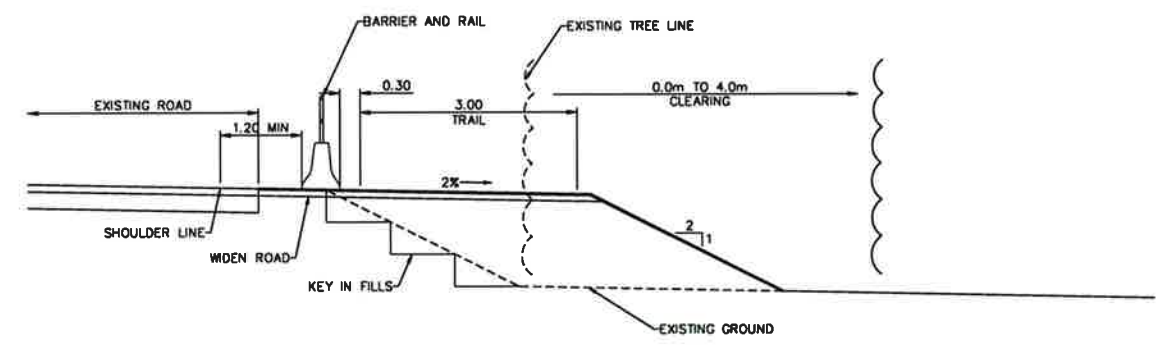 BARRIER AND RAIL
EXISTING TREE LINE
0.30
0.0m TO 4.0m
CLEARING
EXISTING ROAD
3.00
TRAIL
1.20 MIN
2%
SHOULDER LINE
WIDEN ROAD
2
1
KEY IN FILLS
EXISTING GROUND